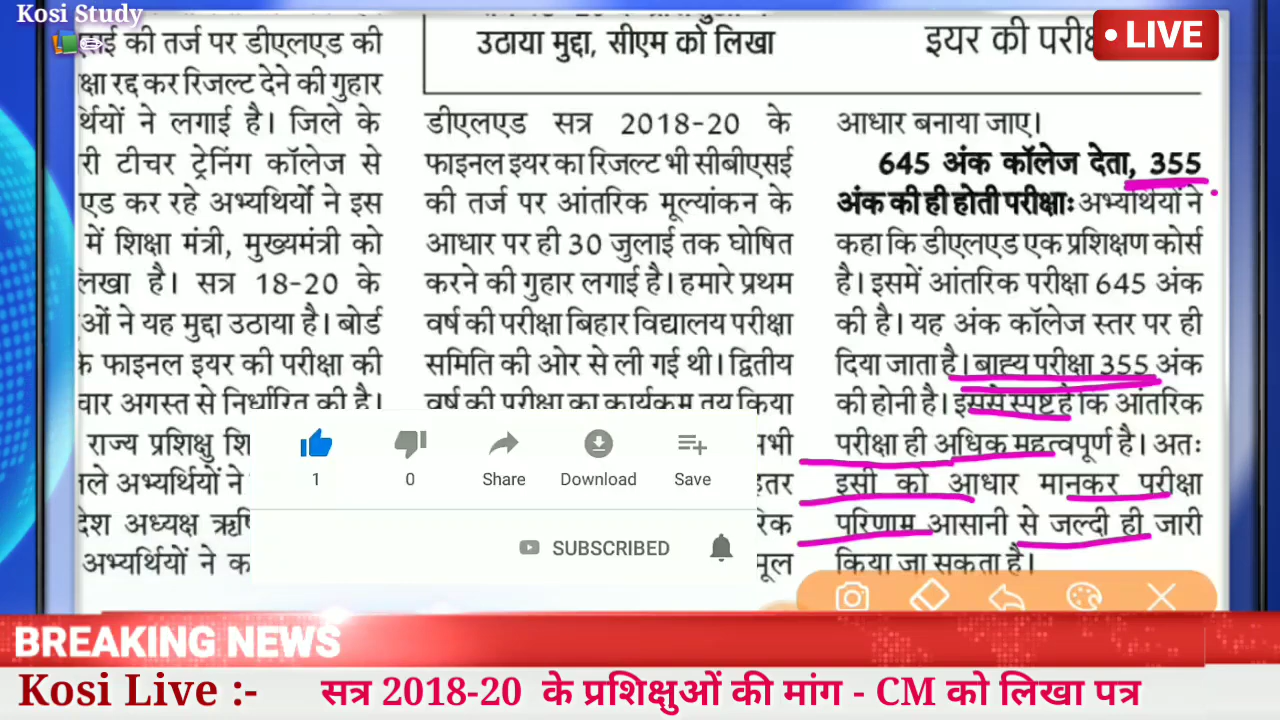 Kosi Study
LIVE
एसई की तर्ज पर डीएलएड की
क्षा रद्द कर रिजल्ट देने की गुहार
र्थियों ने लगाई है। जिले के
री टीचर ट्रेनिंग कॉलेज से
एड कर रहे अभ्यथिर्यों ने इस
में शिक्षा मंत्री, मुख्यमंत्री को
लिखा है। सत्र 18-20 के
ओं ने यह मुद्दा उठाया है। बोर्ड
के फाइनल इयर की परीक्षा की
वार अगस्त से निर्धारित की है।
राज्य प्रशिक्षु शि
ले अभ्यर्थियों ने
देश अध्यक्ष ऋषि
अभ्यर्थियों ने क
उठाया मुद्दा, सीएम को लिखा
इयर की परीक्ष
डीएलएड सत्र 2018-20 के
फाइनल इयर का रिजल्ट भी सीबीएसई
की तर्ज पर आंतरिक मूल्यांकन के
आधार पर ही 30 जुलाई तक घोषित
करने की गुहार लगाई है। हमारे प्रथम
वर्ष की परीक्षा बिहार विद्यालय परीक्षा
समिति की ओर से ली गई थी। द्वितीय
वर्ष की परीक्षा का कार्यक्रम तय किया
भी
हतर
रिक
मूल
आधार बनाया जाए।
645 अंक कॉलेज देता, 355
अंक की ही होती परीक्षाः अभ्यर्थियों ने
कहा कि डीएलएड एक प्रशिक्षण कोर्स
है। इसमें आंतरिक परीक्षा 645 अंक
की है। यह अंक कॉलेज स्तर पर ही
दिया जाता है। बाह्य परीक्षा 355 अंक
की होनी है। इससे स्पष्ट है कि आंतरिक
परीक्षा ही अधिक महत्वपूर्ण है। अतः
इसी को आधार मानकर परीक्षा
परिणाम आसानी से जल्दी ही जारी
किया जा सकता है।
1 0 Share Download Save
SUBSCRIBED
BREAKING NEWS
Kosi Live :- सत्र 2018-20 के प्रशिक्षुओं की मांग - CM को लिखा पत्र